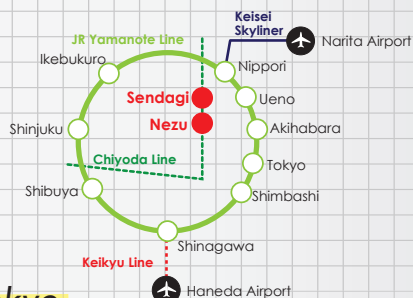 Keisei
Skyliner
JR Yamanote Line
Narita Airport
Ikebukuro
Nippori
Sendagi
Ueno
Nezu
Shinjuku
Akihabara
Chiyoda Line
Tokyo
Shibuya
Shimbashi
Shinagawa
Keikyu Line
Haneda Airport